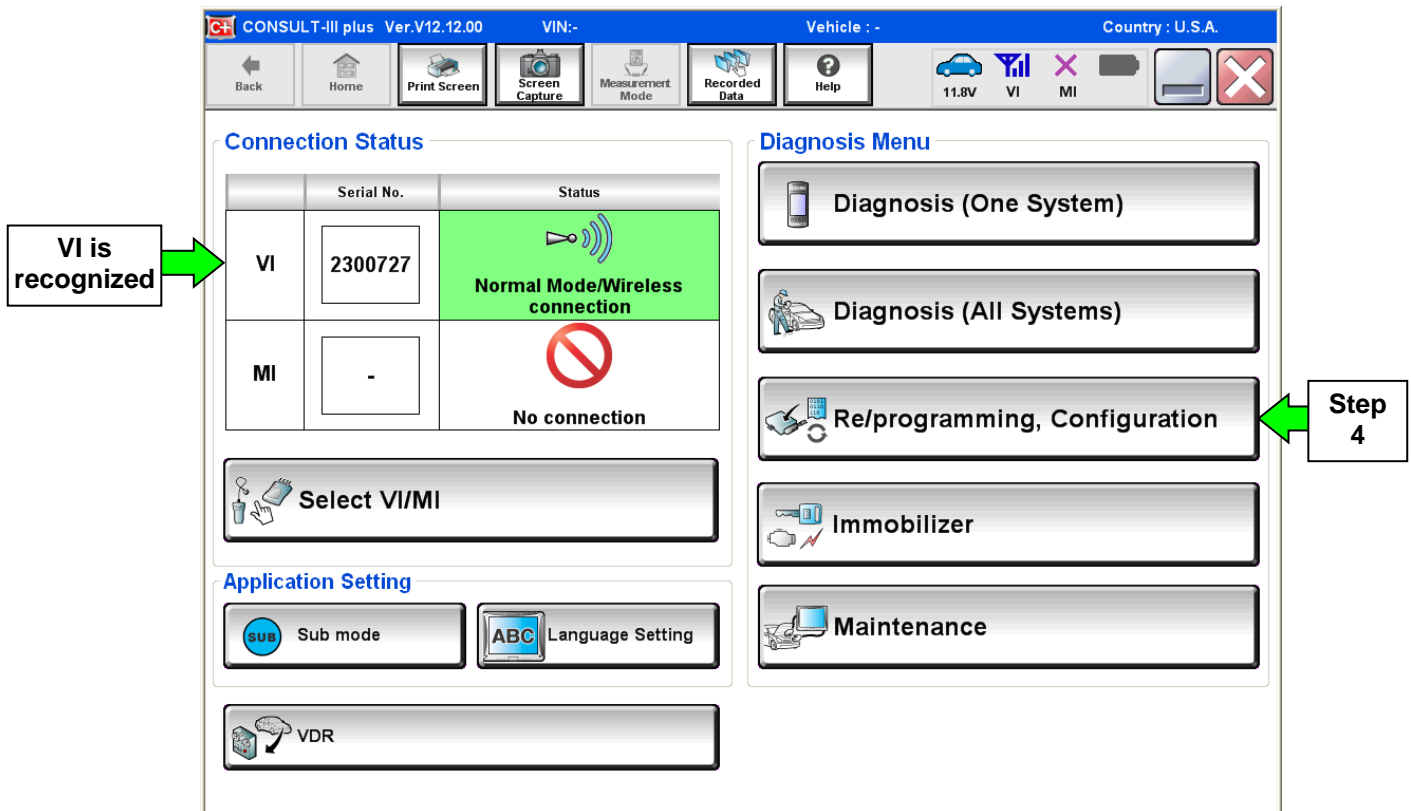 CONSULT-III plus Ver.V12.12.00 VIN:- Vehicle : - Country : U.S.A.
Back
Home
Print Screen
Screen
Capture
Measurement
Mode
Recorded
Data
Help
11.8V
VI
MI
Connection Status
Serial No. Status
VI
2300727
Normal Mode/Wireless
connection
MI
-
No connection
Select VI/MI
Application Setting
SUB
Sub mode
ABC
Language Setting
VDR
Diagnosis Menu
Diagnosis (One System)
Diagnosis (All Systems)
Re/programming, Configuration
Immobilizer
Maintenance
VI is
recognized
Step
4